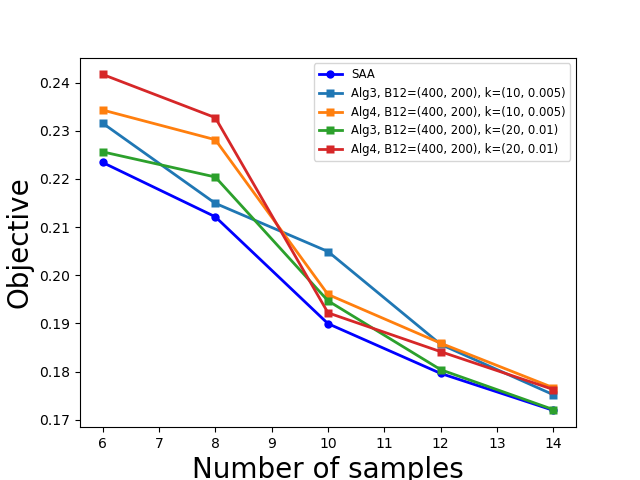 SAA
Alg3, B12=(400, 200), k=(10, 0.005)
Alg4, B12=(400, 200), k=(10, 0.005)
Alg3, B12=(400, 200), k=(20, 0.01)
Alg4, B12=(400, 200), k=(20, 0.01)
0.24
0.23
0.22
0.21
0.20
0.19
0.18
0.17
Objective
6 7 8 9 10 11 12 13 14
Number of samples